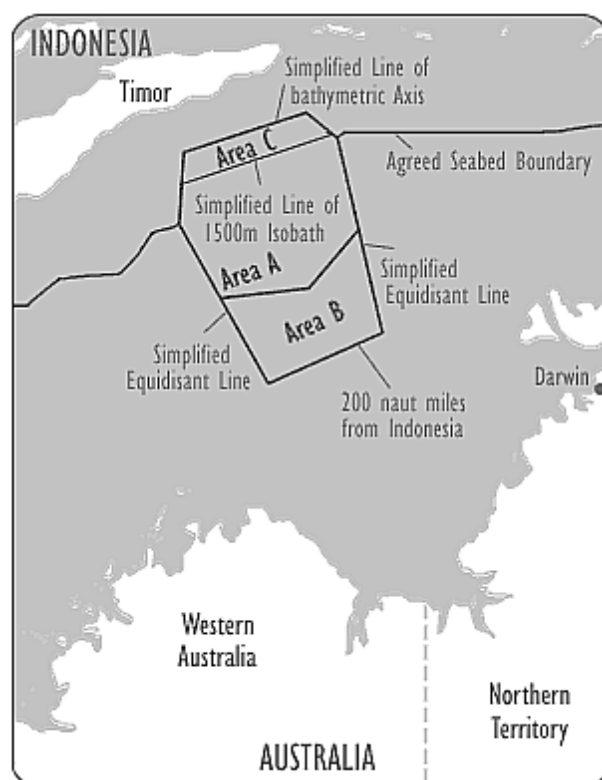 INDONESIA
Timor
Simplified Line of
bathymetric Axis
Area C
Agreed Seabed Boundary
Simplified Line of
1500m Isobath
Area A
Simplified
Equidisant Line
Area B
Simplified
Equidisant Line
Darwin
200 naut miles
from Indonesia
Western
Australia
Northern
Territory
AUSTRALIA